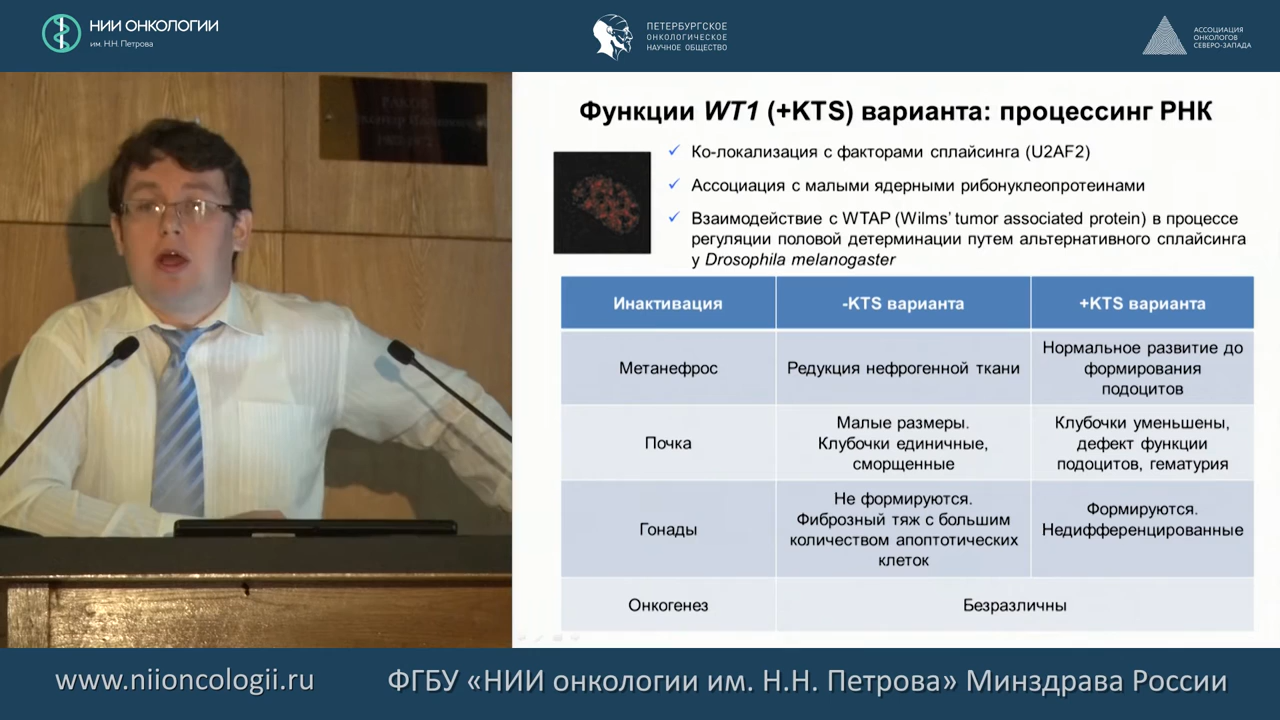 НИИ ОНКОЛОГИИ
им. Н.Н. Петрова
ПЕТЕРБУРГСКОЕ
ОНКОЛОГИЧЕСКОЕ
НАУЧНОЕ ОБЩЕСТВО
АССОЦИАЦИЯ
ОНКОЛОГОВ
СЕВЕРО-ЗАПАДА
Функции WT1 (+KTS) варианта: процессинг РНК
Ко-локализация с факторами сплайсинга (U2AF2)
Ассоциация с малыми ядерными рибонуклеопротеинами
Взаимодействие с WTAP (Wilms’ tumor associated protein) в процессе
регуляции половой детерминации путем альтернативного сплайсинга
у Drosophila melanogaster
Инактивация
-KTS варианта
+KTS варианта
Метанефрос
Редукция нефрогенной ткани
Нормальное развитие до
формирования
подоцитов
Почка
Малые размеры.
Клубочки единичные,
сморщенные
Клубочки уменьшены,
дефект функции
подоцитов, гематурия
Гонады
Не формируются.
Фиброзный тяж с большим
количеством апоптотических
клеток
Формируются.
Недифференцированные
Онкогенез
Безразличны
www.niioncologii.ru
ФГБУ «НИИ онкологии им. Н.Н. Петрова» Минздрава России